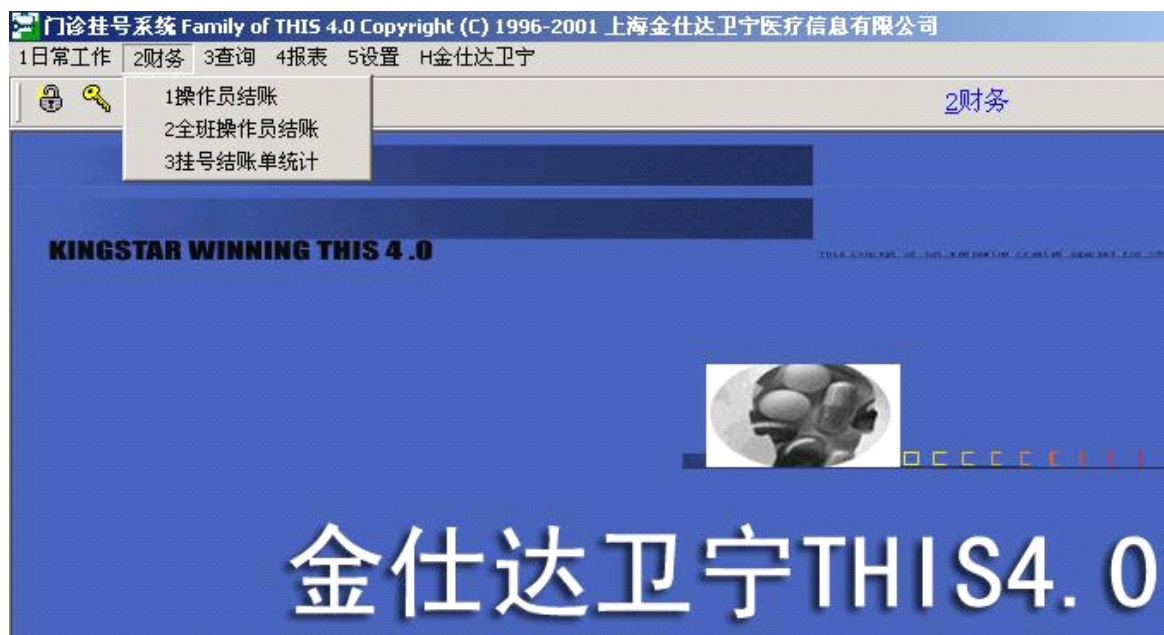 门诊挂号系统 Family of THIS 4.0 Copyright (C) 1996-2001 上海金仕达卫宁医疗信息有限公司
1日常工作 2财务 3查询 4报表 5设置 H金仕达卫宁
2财务
1操作员结账
2全班操作员结账
3挂号结账单统计
KINGSTAR WINNING THIS 4.0
金仕达卫宁THIS4.0